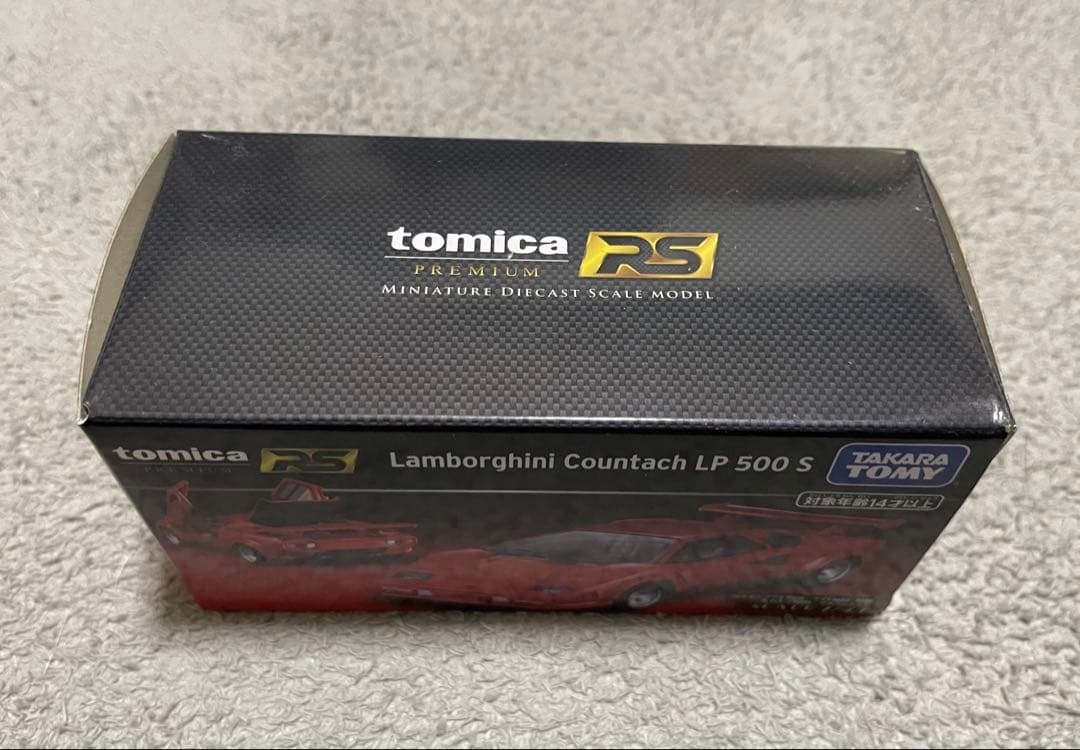 tomica RS
PREMIUM
MINIATURE DIECAST SCALE MODEL
tomica RS
PREMIUM
Lamborghini Countach LP 500 S
TAKARA
TOMY
対象年齢14才以上